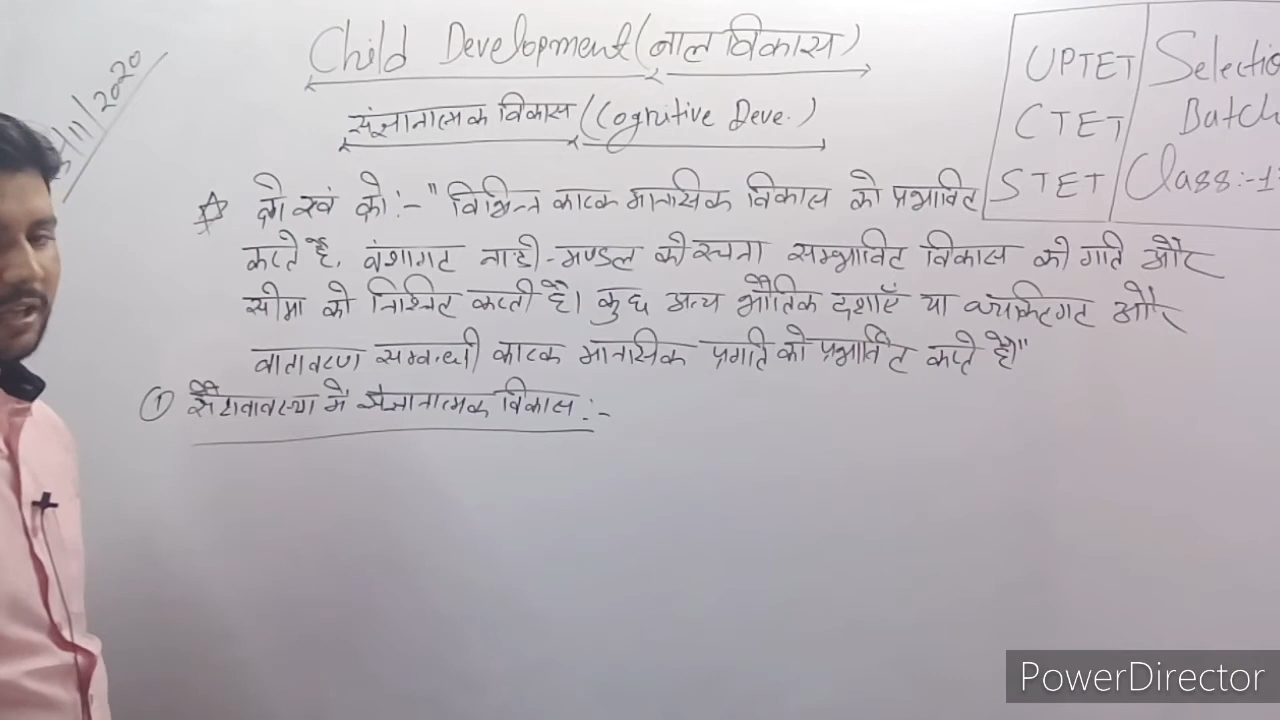 Child Development (बाल विकास)
संज्ञानात्मक विकास (Cognitive Deve.)
/11/2020
UPTET
CTET
STET
Selectio
Batch
Class:-1
☆ क्रो एवं क्रो :- "विभिन्न कारक मानसिक विकास को प्रभावित
करते है, वंशागत नाड़ी-मण्डल की रचना सम्भावित विकास की गति और
सीमा को निश्चित करती है। कुछ अन्य भौतिक दशाएँ या व्यक्तिगत और
वातावरण सम्बन्धी कारक मानसिक प्रगति को प्रभावित करते है।"
① शैशवावस्था में संज्ञानात्मक विकास :-
PowerDirector